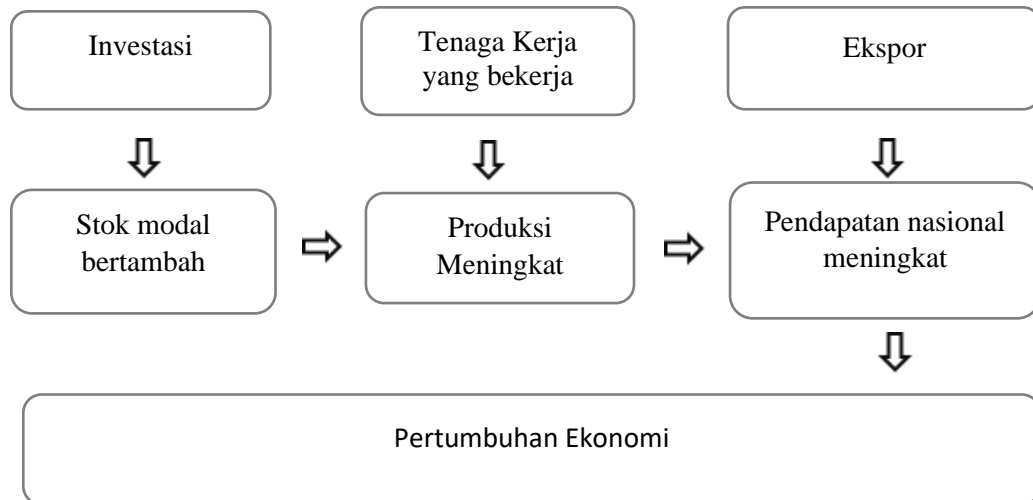 Investasi
Tenaga Kerja
yang bekerja
Ekspor
Stok modal
bertambah
Produksi
Meningkat
Pendapatan nasional
meningkat
Pertumbuhan Ekonomi